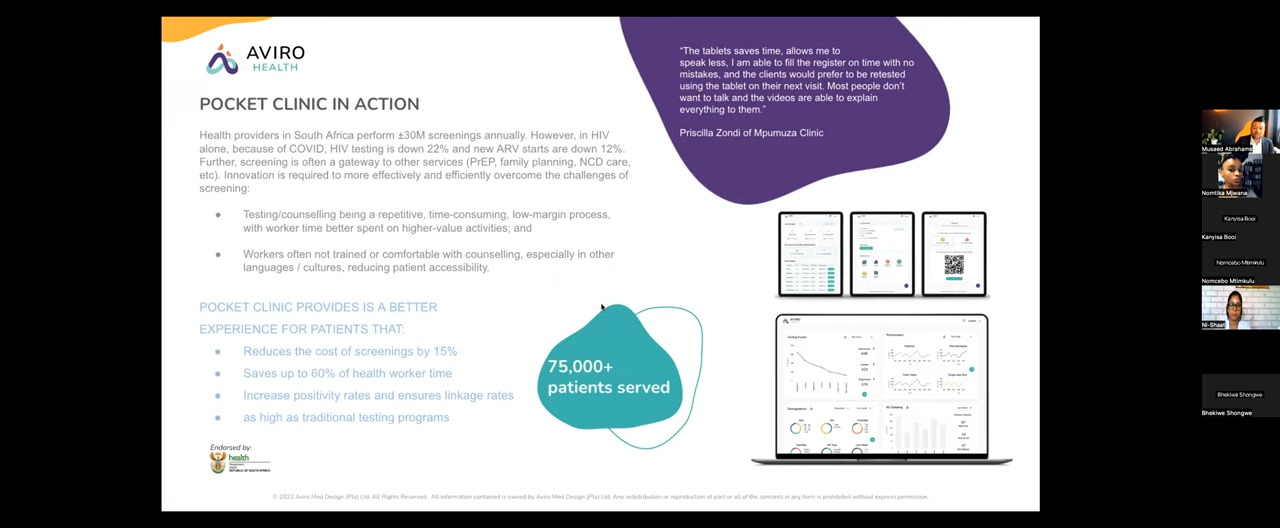 AVIRO
HEALTH
POCKET CLINIC IN ACTION
Health providers in South Africa perform ±30M screenings annually. However, in HIV
alone, because of COVID, HIV testing is down 22% and new ARV starts are down 12%.
Further, screening is often a gateway to other services (PrEP, family planning, NCD care,
etc). Innovation is required to more effectively and efficiently overcome the challenges of
screening:
● Testing/counselling being a repetitive, time-consuming, low-margin process,
with worker time better spent on higher-value activities; and
● Workers often not trained or comfortable with counselling, especially in other
languages / cultures, reducing patient accessibility.
POCKET CLINIC PROVIDES IS A BETTER
EXPERIENCE FOR PATIENTS THAT:
● Reduces the cost of screenings by 15%
● Saves up to 60% of health worker time
● Increase positivity rates and ensures linkage rates
● as high as traditional testing programs
Endorsed by:
health
Department:
Health
REPUBLIC OF SOUTH AFRICA
“The tablets saves time, allows me to
speak less, I am able to fill the register on time with no
mistakes, and the clients would prefer to be retested
using the tablet on their next visit. Most people don’t
want to talk and the videos are able to explain
everything to them.”
Priscilla Zondi of Mpumuza Clinic
75,000+
patients served
© 2022 Aviro Med Design (Pty) Ltd. All Rights Reserved. All information contained is owned by Aviro Med Design (Pty) Ltd. Any redistribution or reproduction of part or all of the contents in any form is prohibited without express permission.
Musaed Abrahams
Nomtika Mjwana
Kanyisa Booi
Kanyisa Booi
Nomcebo Mtimkulu
Nomcebo Mtimkulu
Ni-Shaat
Bhekiwe Shongwe
Bhekiwe Shongwe